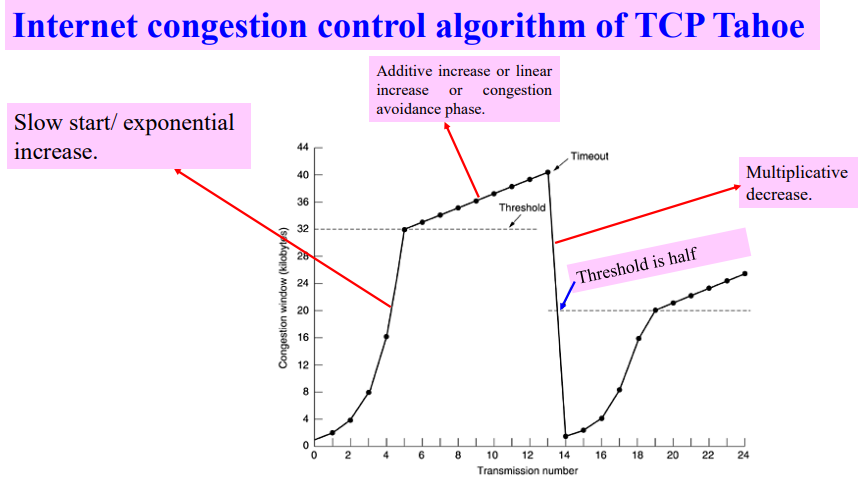 Internet congestion control algorithm of TCP Tahoe
Additive increase or linear
increase or congestion
avoidance phase.
Slow start/ exponential
increase.
Multiplicative
decrease.
Timeout
Threshold
Threshold is half
Congestion window (kilobytes)
44
40
36
32
28
24
20
16
12
8
4
0
0 2 4 6 8 10 12 14 16 18 20 22 24
Transmission number